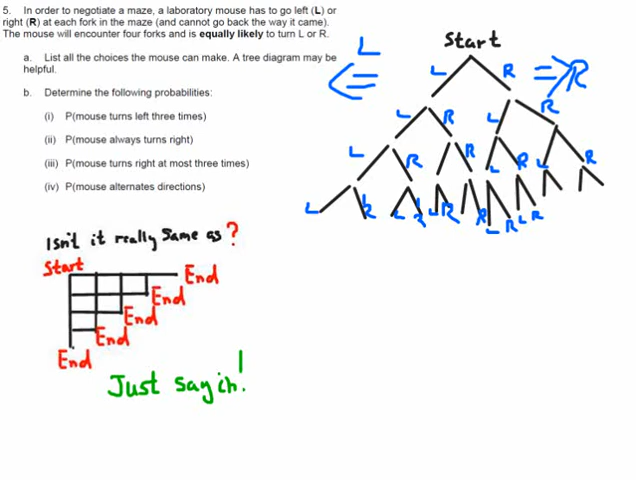 5. In order to negotiate a maze, a laboratory mouse has to go left (L) or
right (R) at each fork in the maze (and cannot go back the way it came).
The mouse will encounter four forks and is equally likely to turn L or R.
a. List all the choices the mouse can make. A tree diagram may be
helpful.
b. Determine the following probabilities:
(i) P(mouse turns left three times)
(ii) P(mouse always turns right)
(iii) P(mouse turns right at most three times)
(iv) P(mouse alternates directions)
L
Start
R
L R
L R L R
L R R L R L R
L R L R L R R L R L R
Isn't it really same as?
Start
End
End
End
End
End
Just sayin!